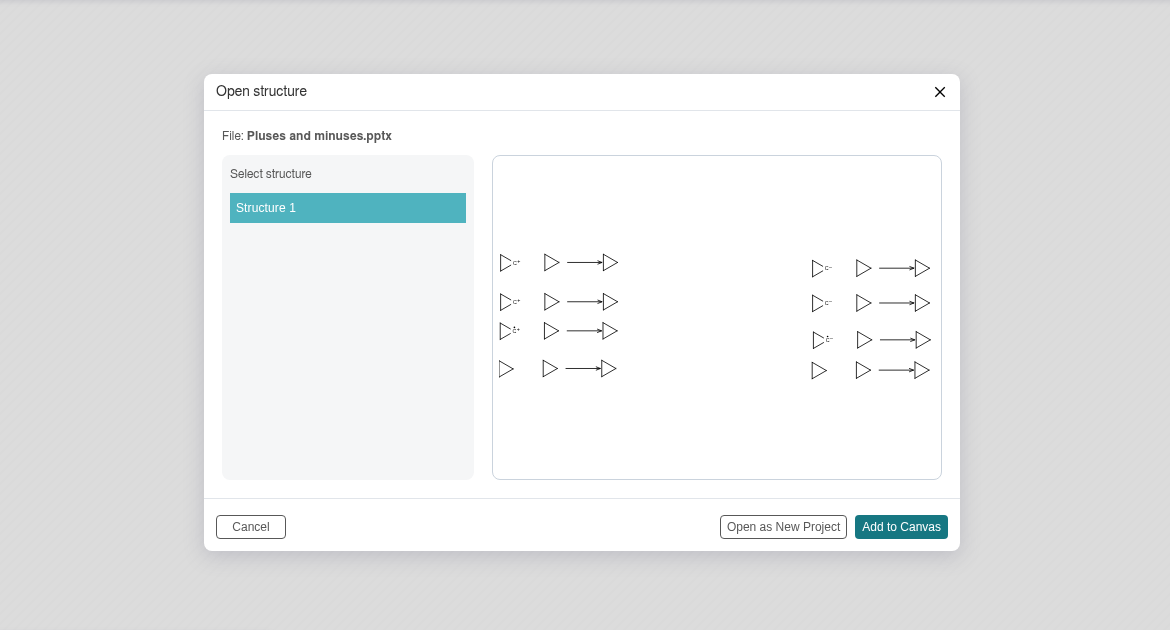 Open structure
File: Pluses and minuses.pptx
Select structure
Structure 1
C+
C-
C+
C-
C+
C-
Cancel
Open as New Project
Add to Canvas